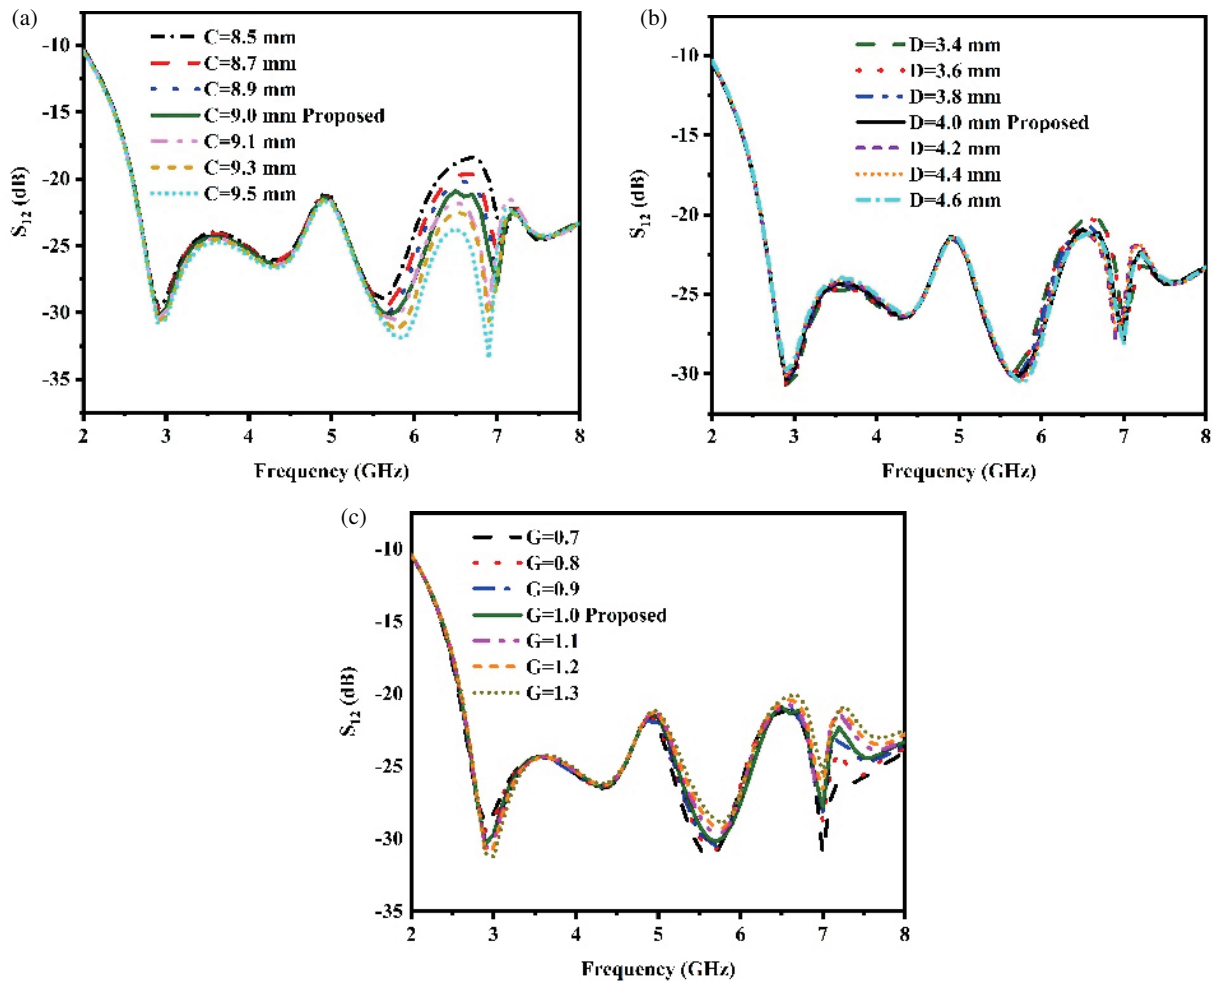 (a)
C=8.5 mm
C=8.7 mm
C=8.9 mm
C=9.0 mm Proposed
C=9.1 mm
C=9.3 mm
C=9.5 mm
-10
-15
-20
-25
-30
-35
S12 (dB)
2 3 4 5 6 7 8
Frequency (GHz)
(b)
D=3.4 mm
D=3.6 mm
D=3.8 mm
D=4.0 mm Proposed
D=4.2 mm
D=4.4 mm
D=4.6 mm
-10
-15
-20
-25
-30
S12 (dB)
2 3 4 5 6 7 8
Frequency (GHz)
(c)
G=0.7
G=0.8
G=0.9
G=1.0 Proposed
G=1.1
G=1.2
G=1.3
-10
-15
-20
-25
-30
-35
S12 (dB)
2 3 4 5 6 7 8
Frequency (GHz)